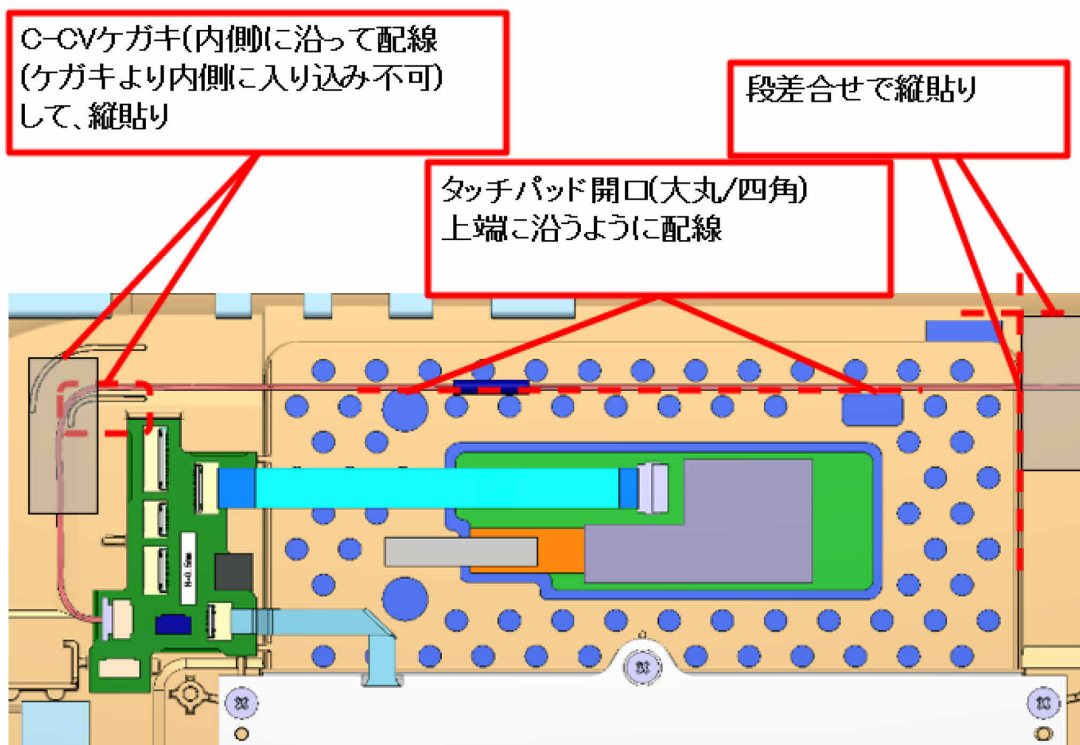 C-CVケガキ(内側)に沿って配線
(ケガキより内側に入り込み不可)
して、縦貼り
段差合せで縦貼り
タッチパッド開口(大丸/四角)
上端に沿うように配線
H=0.5mm